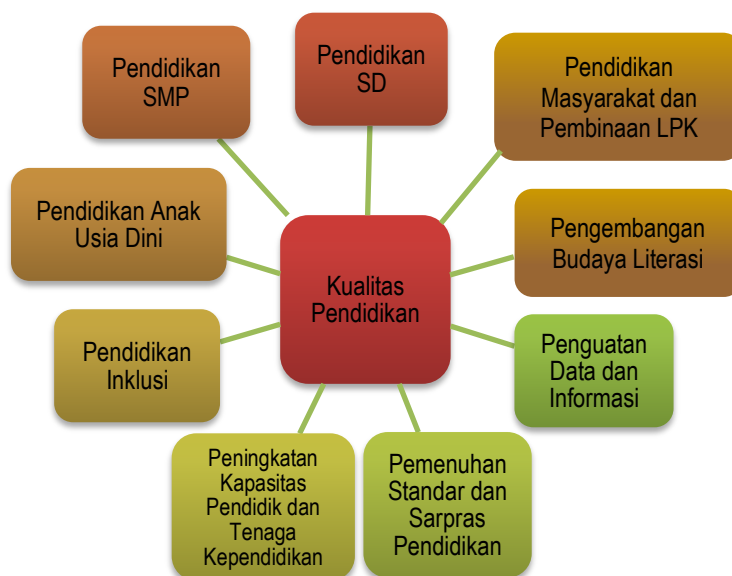 Pendidikan
SMP
Pendidikan
SD
Pendidikan
Masyarakat dan
Pembinaan LPK
Pendidikan Anak
Usia Dini
Pengembangan
Budaya Literasi
Kualitas
Pendidikan
Pendidikan
Inklusi
Penguatan
Data dan
Informasi
Peningkatan
Kapasitas
Pendidik dan
Tenaga
Kependidikan
Pemenuhan
Standar dan
Sarpras
Pendidikan